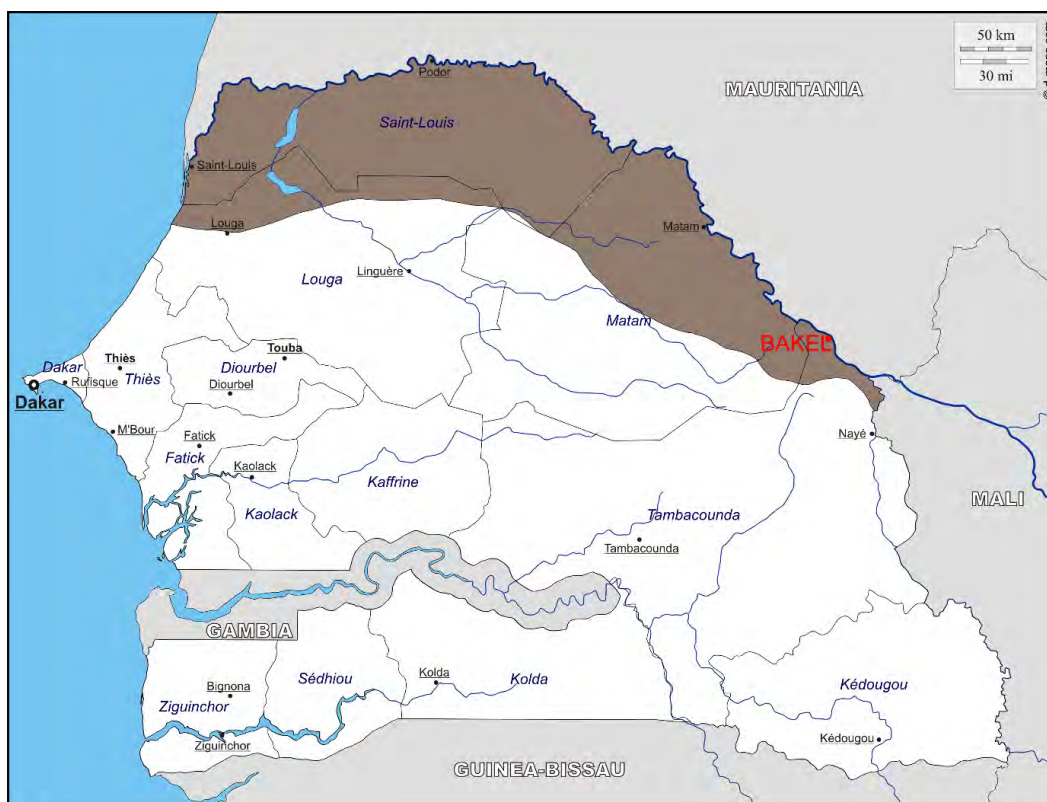 50 km
30 mi
© d-maps.com
Podor
MAURITANIA
Saint-Louis
Saint-Louis
Louga
Matam
Linguère
Louga
Matam
BAKEL
Touba
Dakar
Thiès
Thiès
Diourbel
Rufisque
Diourbel
Dakar
M'Bour
Fatick
Nayé
Fatick
Kaolack
Kaffrine
MALI
Kaolack
Tambacounda
Tambacounda
GAMBIA
Sédhiou
Kolda
Kolda
Bignona
Ziguinchor
Kédougou
Ziguinchor
Kédougou
GUINEA-BISSAU